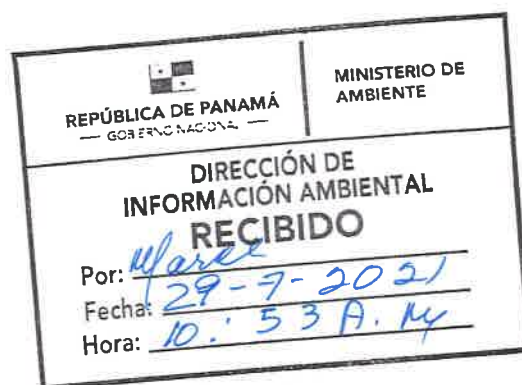 REPÚBLICA DE PANAMÁ
— GOBIERNO NACIONAL —
MINISTERIO DE
AMBIENTE
DIRECCIÓN DE
INFORMACIÓN AMBIENTAL
RECIBIDO
Por:
Fecha: 29-7-2021
Hora: 10:53 A.M